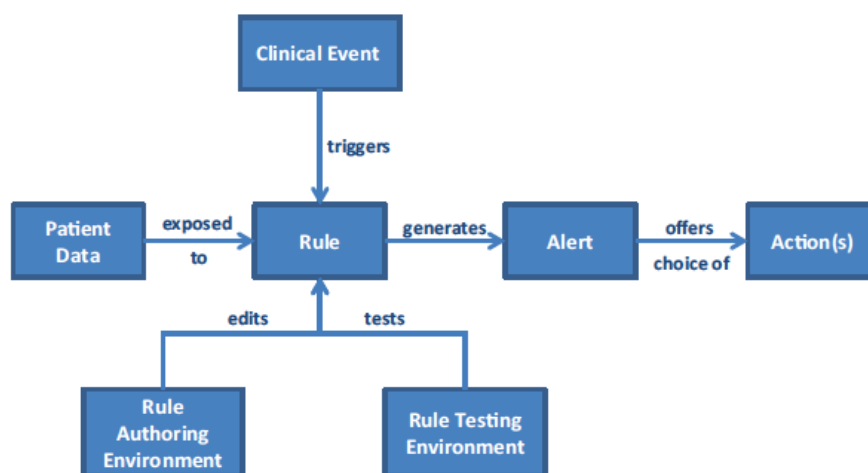 Clinical Event
triggers
Patient
Data
exposed
to
Rule
generates
Alert
offers
choice of
Action(s)
edits
tests
Rule
Authoring
Environment
Rule Testing
Environment